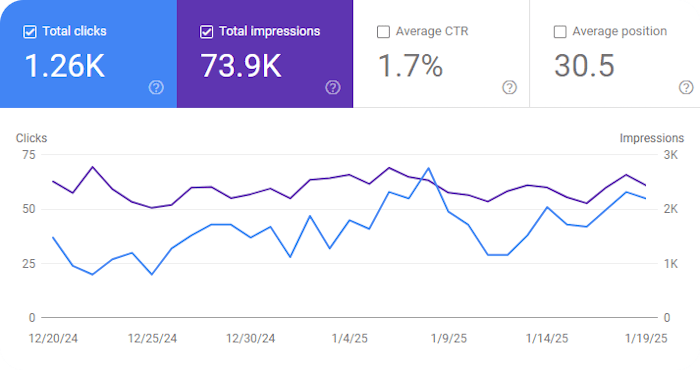 Total clicks
1.26K
Total impressions
73.9K
Average CTR
1.7%
Average position
30.5
Clicks
Impressions
75
3K
50
2K
25
1K
0
0
12/20/24 12/25/24 12/30/24 1/4/25 1/9/25 1/14/25 1/19/25